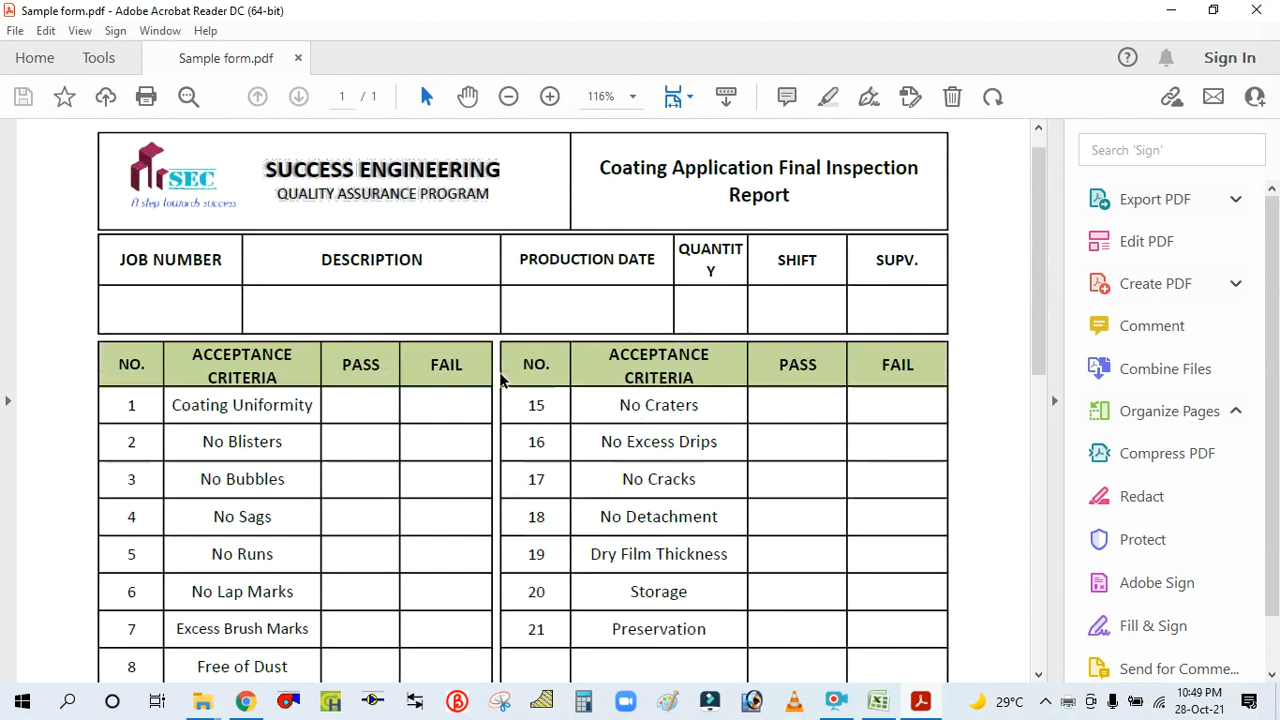 Sample form.pdf - Adobe Acrobat Reader DC (64-bit)
File Edit View Sign Window Help
Home Tools Sample form.pdf Sign In
1 / 1 116%
SEC
A step towards success
SUCCESS ENGINEERING
QUALITY ASSURANCE PROGRAM
Coating Application Final Inspection
Report
JOB NUMBER DESCRIPTION PRODUCTION DATE QUANTIT
Y SHIFT SUPV.
NO. ACCEPTANCE
CRITERIA PASS FAIL NO. ACCEPTANCE
CRITERIA PASS FAIL
1 Coating Uniformity 15 No Craters
2 No Blisters 16 No Excess Drips
3 No Bubbles 17 No Cracks
4 No Sags 18 No Detachment
5 No Runs 19 Dry Film Thickness
6 No Lap Marks 20 Storage
7 Excess Brush Marks 21 Preservation
8 Free of Dust
Search 'Sign'
Export PDF
Edit PDF
Create PDF
Comment
Combine Files
Organize Pages
Compress PDF
Redact
Protect
Adobe Sign
Fill & Sign
Send for Comme...
29°C
10:49 PM
28-Oct-21